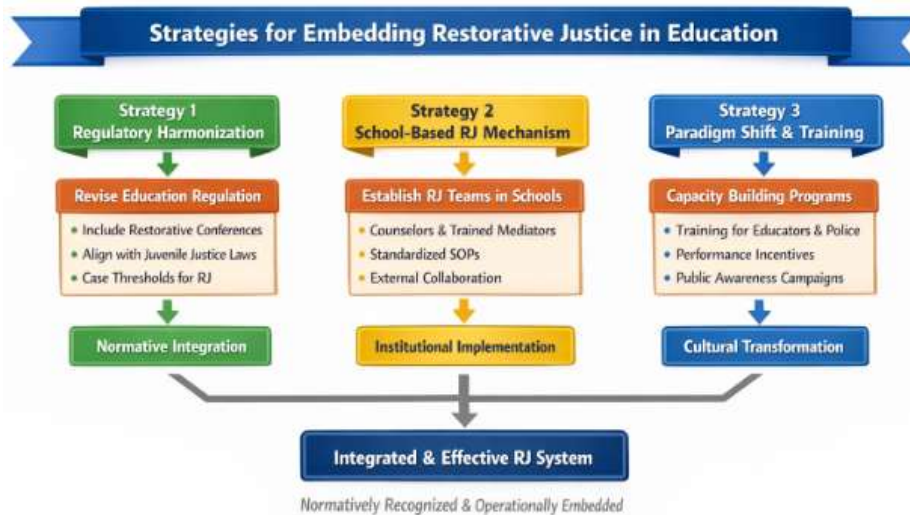 Strategies for Embedding Restorative Justice in Education
Strategy 1
Regulatory Harmonization
Revise Education Regulation
• Include Restorative Conferences
• Align with Juvenile Justice Laws
• Case Thresholds for RJ
Normative Integration
Strategy 2
School-Based RJ Mechanism
Establish RJ Teams in Schools
• Counselors & Trained Mediators
• Standardized SOPs
• External Collaboration
Institutional Implementation
Strategy 3
Paradigm Shift & Training
Capacity Building Programs
• Training for Educators & Police
• Performance Incentives
• Public Awareness Campaigns
Cultural Transformation
Integrated & Effective RJ System
Normatively Recognized & Operationally Embedded